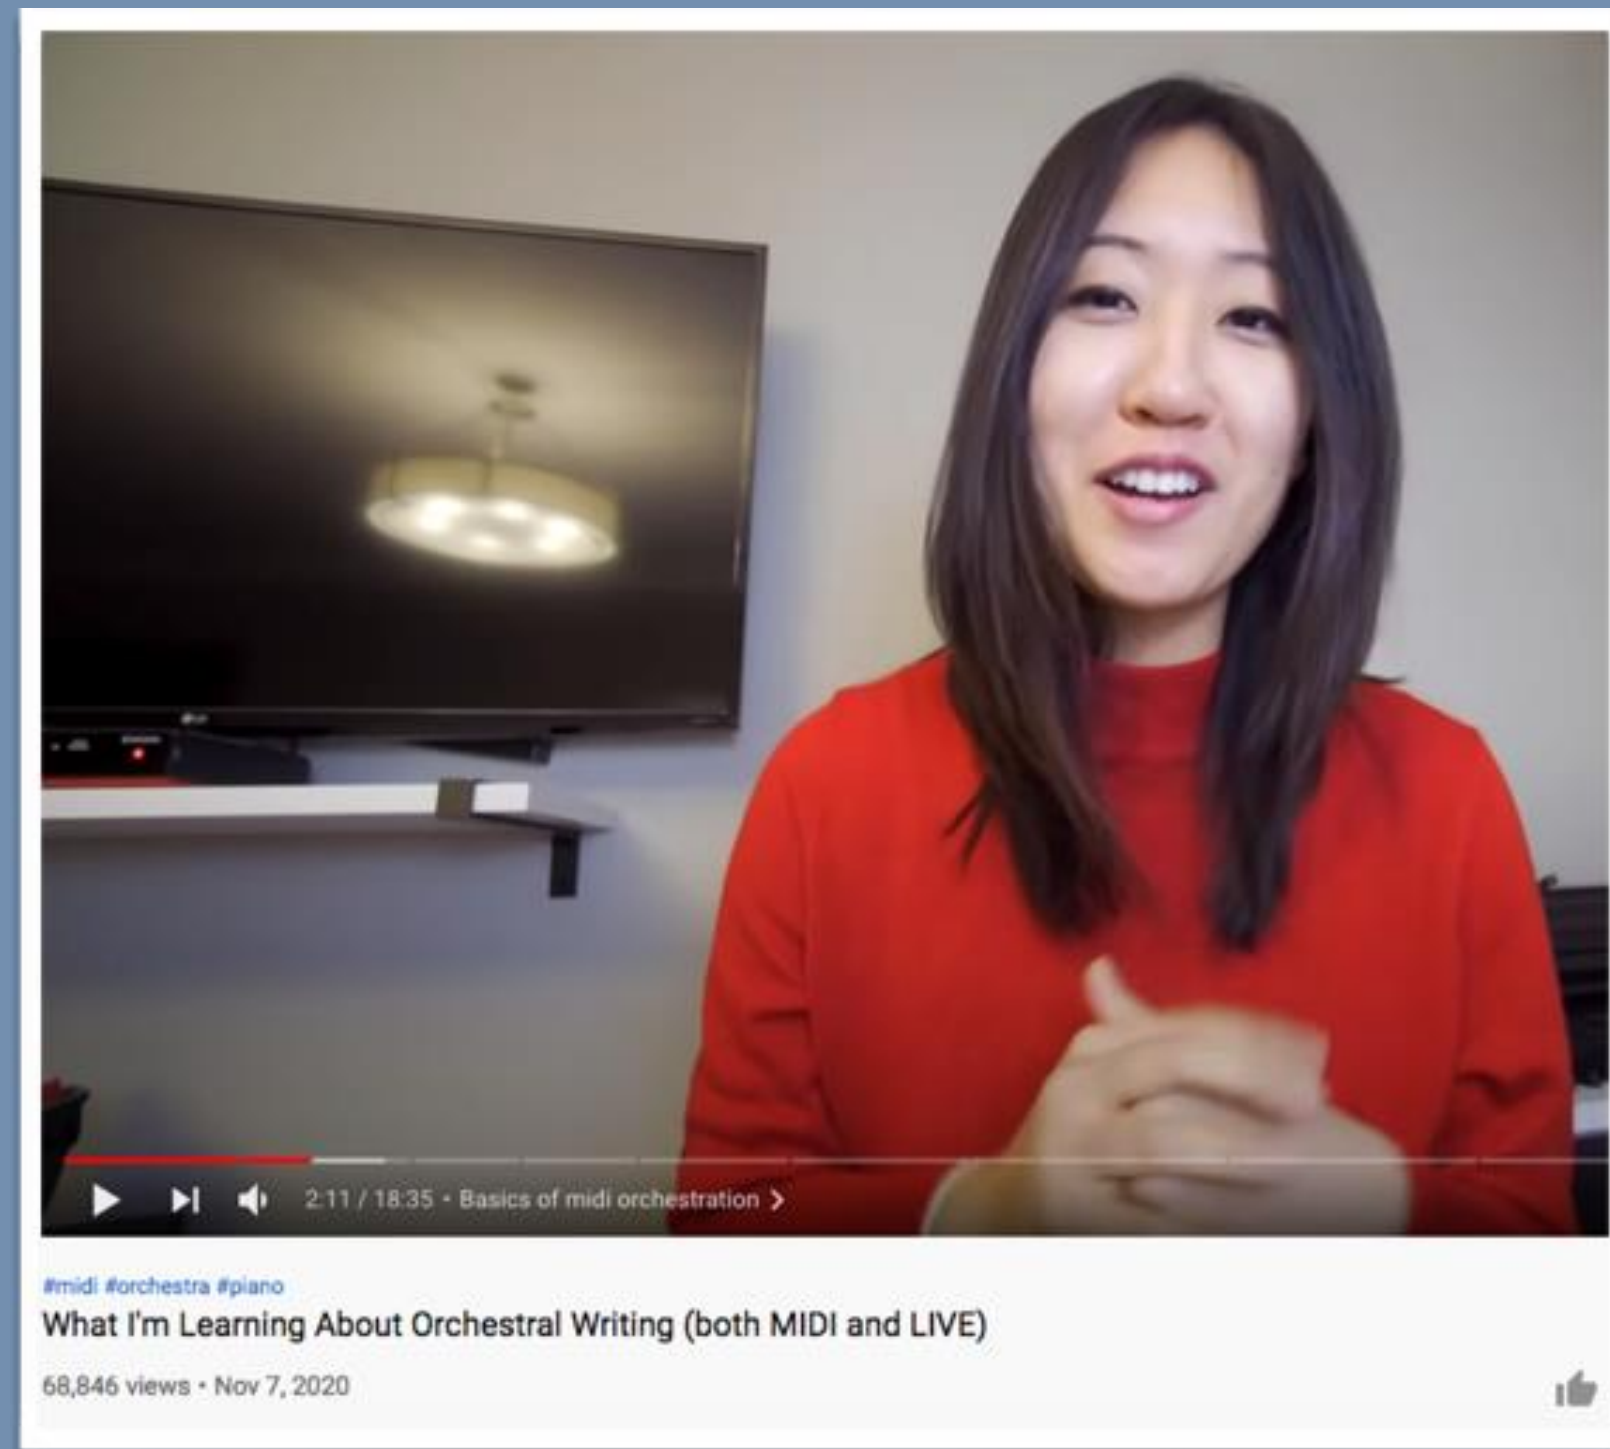 LG
2:11 / 18:35 • Basics of midi orchestration >
#midi #orchestra #piano
What I'm Learning About Orchestral Writing (both MIDI and LIVE)
68,846 views • Nov 7, 2020